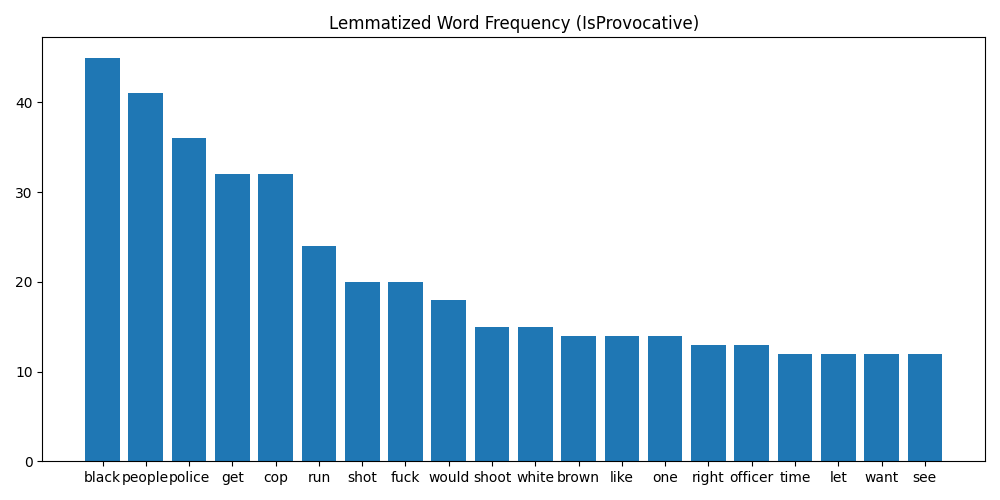 Lemmatized Word Frequency (IsProvocative)
40
30
20
10
0
black people police get cop run shot fuck would shoot white brown like one right officer time let want see